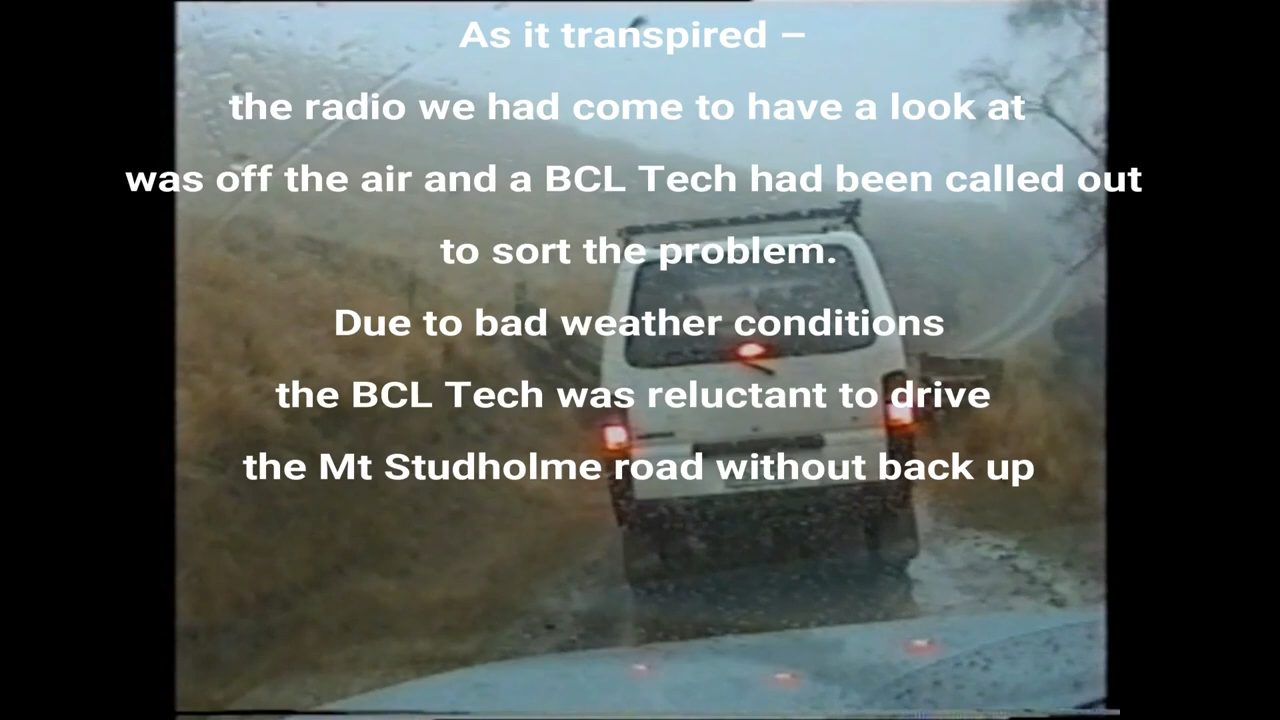 As it transpired –
the radio we had come to have a look at
was off the air and a BCL Tech had been called out
to sort the problem.
Due to bad weather conditions
the BCL Tech was reluctant to drive
the Mt Studholme road without back up